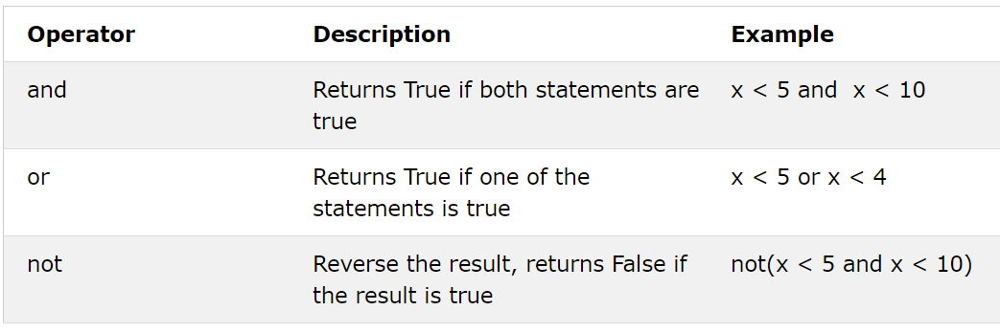 Operator Description Example
and Returns True if both statements are x < 5 and  x < 10
true
or Returns True if one of the x < 5 or x < 4
statements is true
not Reverse the result, returns False if not(x < 5 and x < 10)
the result is true